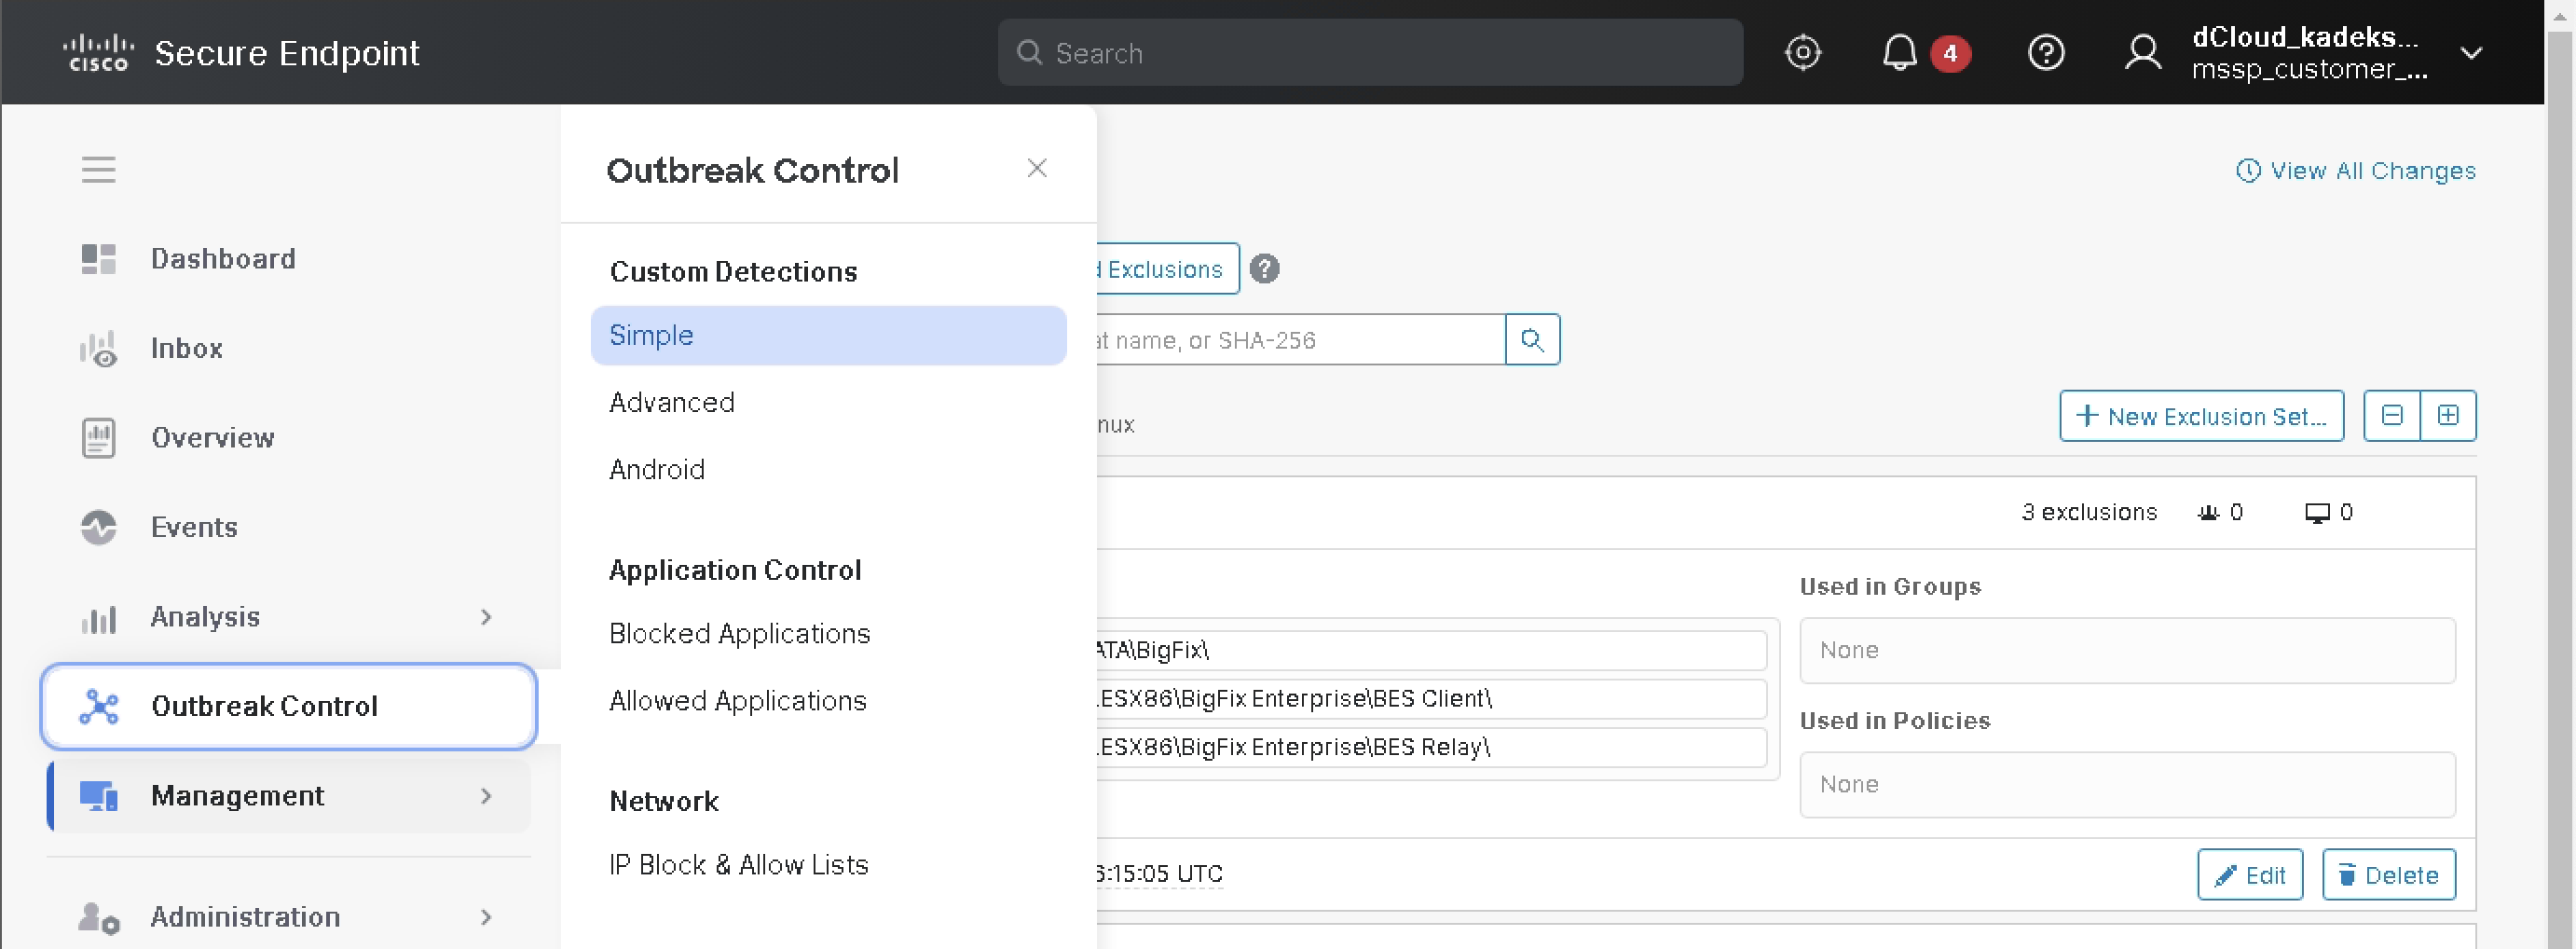 CISCO Secure Endpoint
Search
4
dCloud_kadeks...
mssp_customer_...
Dashboard
Inbox
Overview
Events
Analysis
Outbreak Control
Management
Administration
Outbreak Control
Custom Detections
Simple
Advanced
Android
Application Control
Blocked Applications
Allowed Applications
Network
IP Block & Allow Lists
View All Changes
Exclusions
name, or SHA-256
New Exclusion Set...
3 exclusions 0 0
\BigFix\
ESX86\BigFix Enterprise\BES Client\
ESX86\BigFix Enterprise\BES Relay\
Used in Groups
None
Used in Policies
None
:15:05 UTC
Edit
Delete